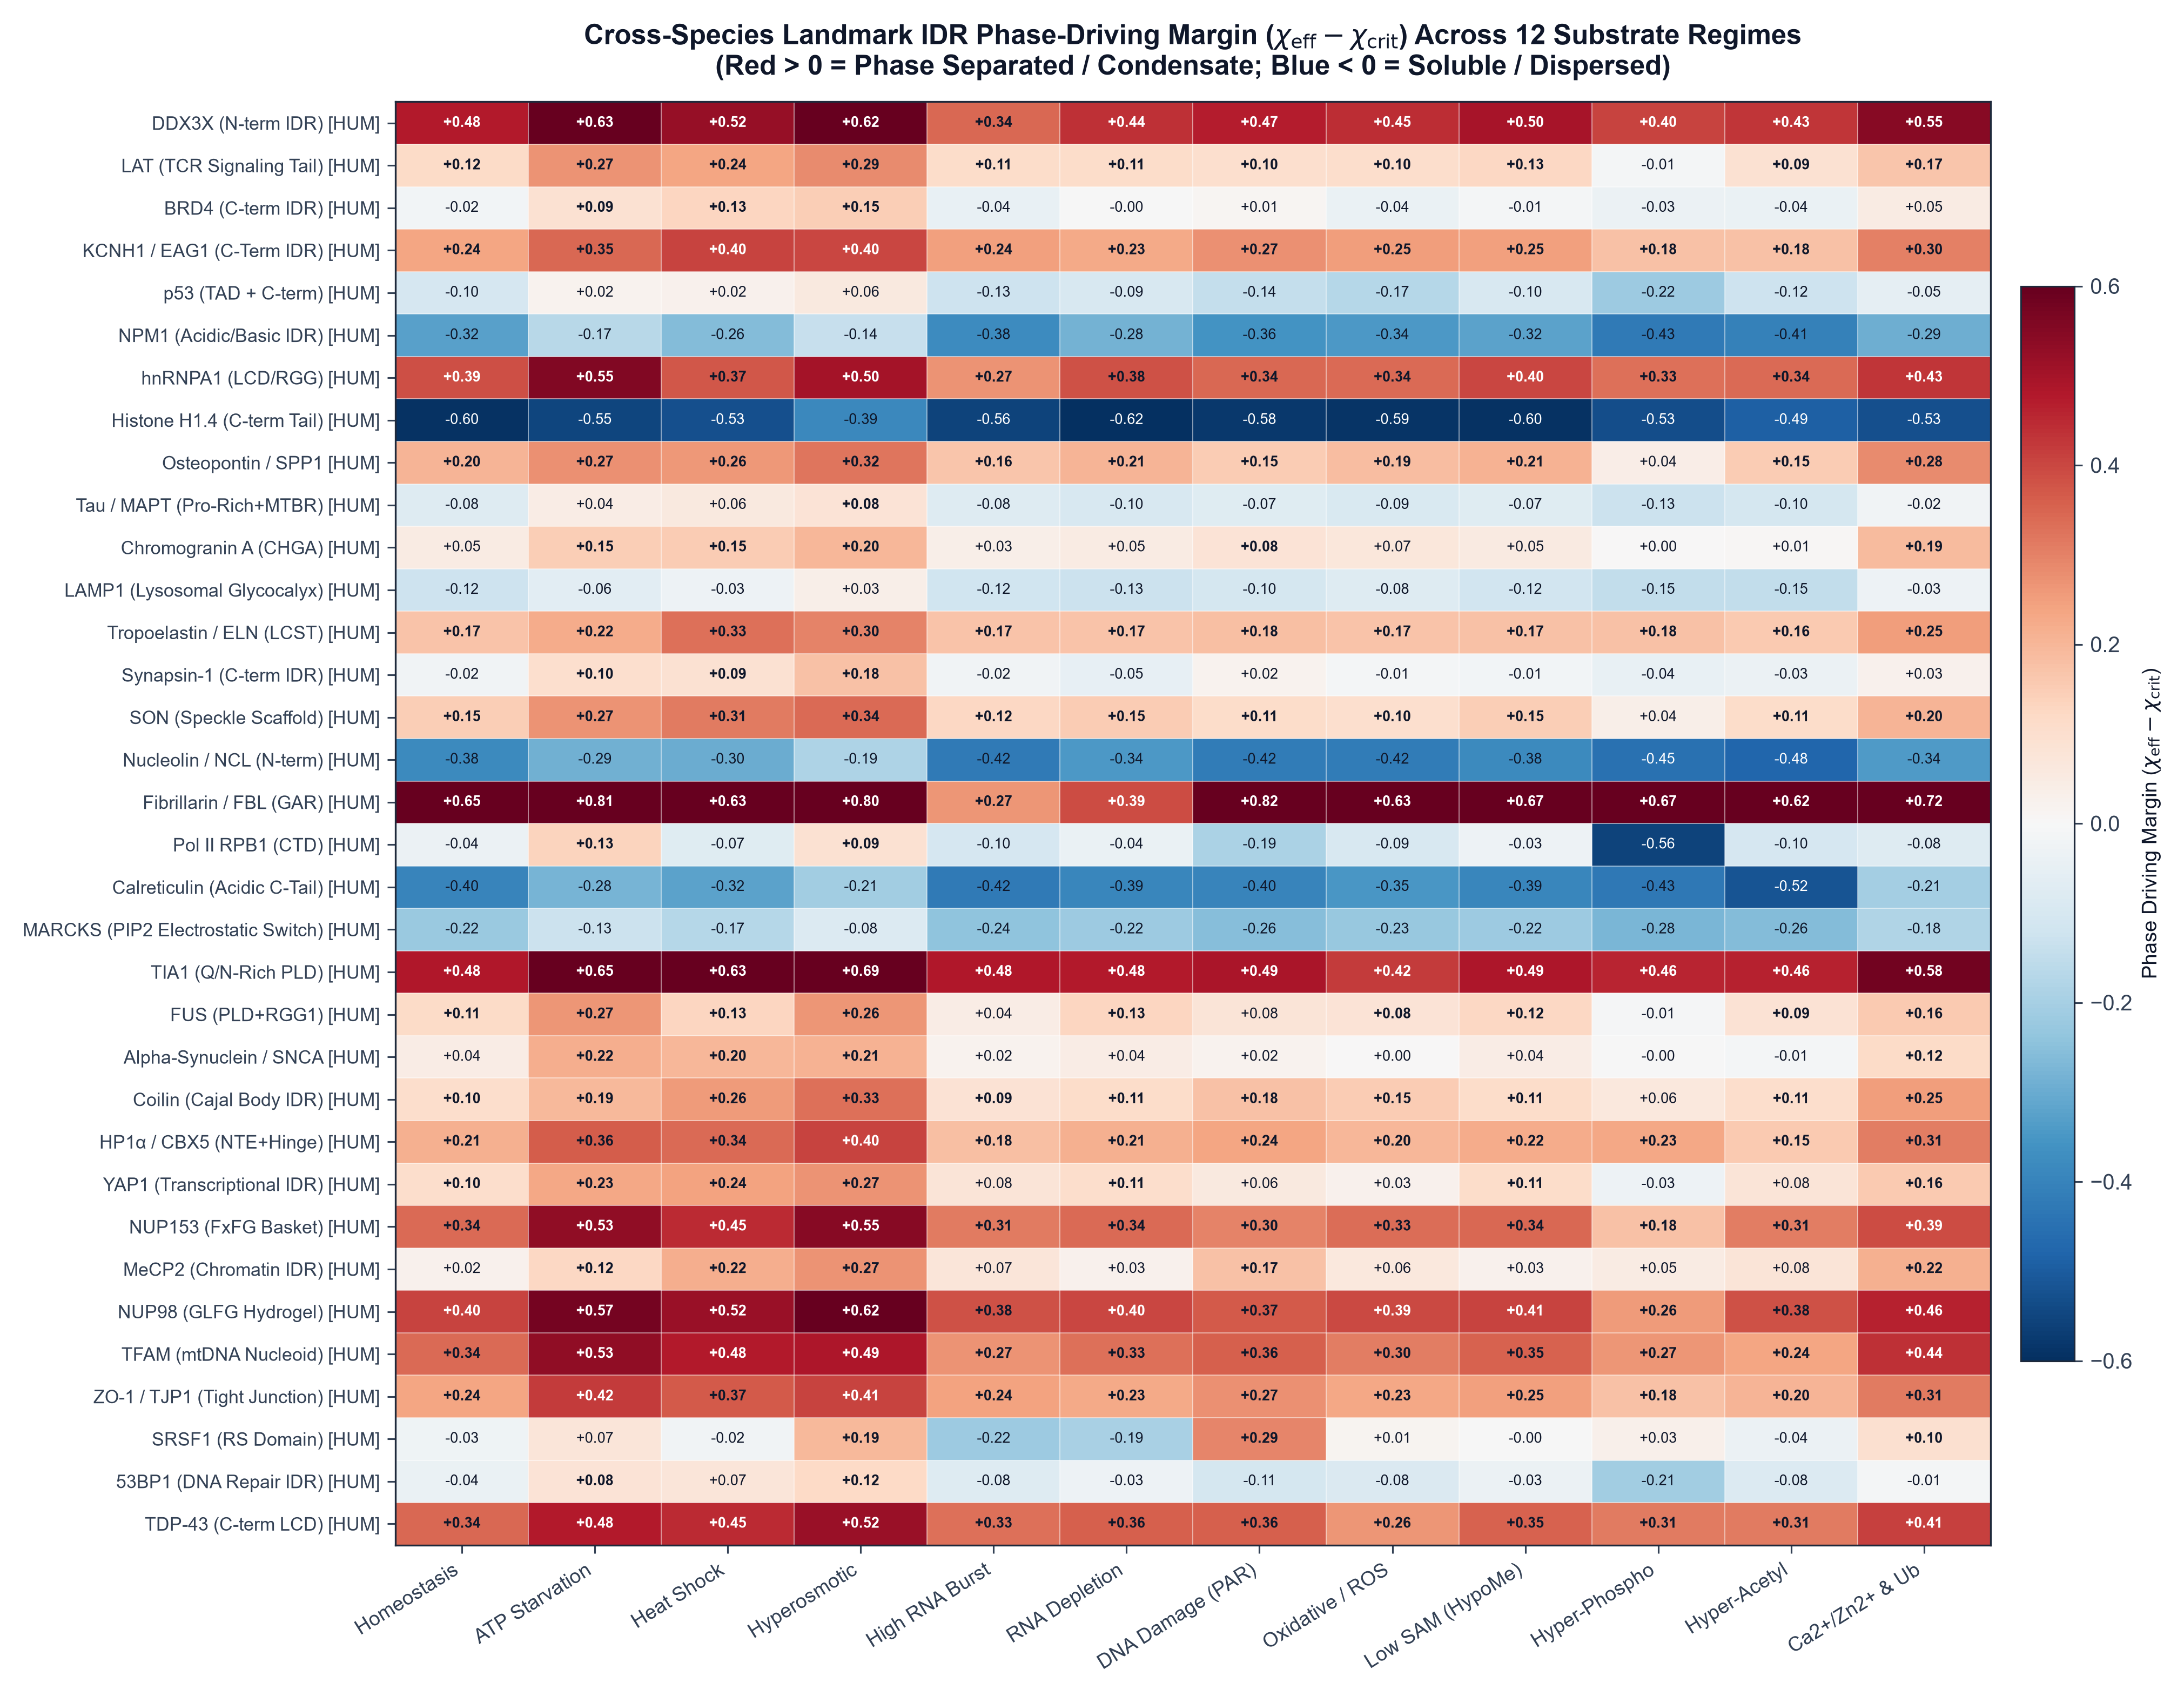 Cross-Species Landmark IDR Phase-Driving Margin (χeff − χcrit) Across 12 Substrate Regimes
(Red > 0 = Phase Separated / Condensate; Blue < 0 = Soluble / Dispersed)
DDX3X (N-term IDR) [HUM] +0.48 +0.63 +0.52 +0.62 +0.34 +0.44 +0.47 +0.45 +0.50 +0.40 +0.43 +0.55
LAT (TCR Signaling Tail) [HUM] +0.12 +0.27 +0.24 +0.29 +0.11 +0.11 +0.10 +0.10 +0.13 -0.01 +0.09 +0.17
BRD4 (C-term IDR) [HUM] -0.02 +0.09 +0.13 +0.15 -0.04 -0.00 +0.01 -0.04 -0.01 -0.03 -0.04 +0.05
KCNH1 / EAG1 (C-Term IDR) [HUM] +0.24 +0.35 +0.40 +0.40 +0.24 +0.23 +0.27 +0.25 +0.25 +0.18 +0.18 +0.30
p53 (TAD + C-term) [HUM] -0.10 +0.02 +0.02 +0.06 -0.13 -0.09 -0.14 -0.17 -0.10 -0.22 -0.12 -0.05
NPM1 (Acidic/Basic IDR) [HUM] -0.32 -0.17 -0.26 -0.14 -0.38 -0.28 -0.36 -0.34 -0.32 -0.43 -0.41 -0.29
hnRNPA1 (LCD/RGG) [HUM] +0.39 +0.55 +0.37 +0.50 +0.27 +0.38 +0.34 +0.34 +0.40 +0.33 +0.34 +0.43
Histone H1.4 (C-term Tail) [HUM] -0.60 -0.55 -0.53 -0.39 -0.56 -0.62 -0.58 -0.59 -0.60 -0.53 -0.49 -0.53
Osteopontin / SPP1 [HUM] +0.20 +0.27 +0.26 +0.32 +0.16 +0.21 +0.15 +0.19 +0.21 +0.04 +0.15 +0.28
Tau / MAPT (Pro-Rich+MTBR) [HUM] -0.08 +0.04 +0.06 +0.08 -0.08 -0.10 -0.07 -0.09 -0.07 -0.13 -0.10 -0.02
Chromogranin A (CHGA) [HUM] +0.05 +0.15 +0.15 +0.20 +0.03 +0.05 +0.08 +0.07 +0.05 +0.00 +0.01 +0.19
LAMP1 (Lysosomal Glycocalyx) [HUM] -0.12 -0.06 -0.03 +0.03 -0.12 -0.13 -0.10 -0.08 -0.12 -0.15 -0.15 -0.03
Tropoelastin / ELN (LCST) [HUM] +0.17 +0.22 +0.33 +0.30 +0.17 +0.17 +0.18 +0.17 +0.17 +0.18 +0.16 +0.25
Synapsin-1 (C-term IDR) [HUM] -0.02 +0.10 +0.09 +0.18 -0.02 -0.05 +0.02 -0.01 -0.01 -0.04 -0.03 +0.03
SON (Speckle Scaffold) [HUM] +0.15 +0.27 +0.31 +0.34 +0.12 +0.15 +0.11 +0.10 +0.15 +0.04 +0.11 +0.20
Nucleolin / NCL (N-term) [HUM] -0.38 -0.29 -0.30 -0.19 -0.42 -0.34 -0.42 -0.42 -0.38 -0.45 -0.48 -0.34
Fibrillarin / FBL (GAR) [HUM] +0.65 +0.81 +0.63 +0.80 +0.27 +0.39 +0.82 +0.63 +0.67 +0.67 +0.62 +0.72
Pol II RPB1 (CTD) [HUM] -0.04 +0.13 -0.07 +0.09 -0.10 -0.04 -0.19 -0.09 -0.03 -0.56 -0.10 -0.08
Calreticulin (Acidic C-Tail) [HUM] -0.40 -0.28 -0.32 -0.21 -0.42 -0.39 -0.40 -0.35 -0.39 -0.43 -0.52 -0.21
MARCKS (PIP2 Electrostatic Switch) [HUM] -0.22 -0.13 -0.17 -0.08 -0.24 -0.22 -0.26 -0.23 -0.22 -0.28 -0.26 -0.18
TIA1 (Q/N-Rich PLD) [HUM] +0.48 +0.65 +0.63 +0.69 +0.48 +0.48 +0.49 +0.42 +0.49 +0.46 +0.46 +0.58
FUS (PLD+RGG1) [HUM] +0.11 +0.27 +0.13 +0.26 +0.04 +0.13 +0.08 +0.08 +0.12 -0.01 +0.09 +0.16
Alpha-Synuclein / SNCA [HUM] +0.04 +0.22 +0.20 +0.21 +0.02 +0.04 +0.02 +0.00 +0.04 -0.00 -0.01 +0.12
Coilin (Cajal Body IDR) [HUM] +0.10 +0.19 +0.26 +0.33 +0.09 +0.11 +0.18 +0.15 +0.11 +0.06 +0.11 +0.25
HP1α / CBX5 (NTE+Hinge) [HUM] +0.21 +0.36 +0.34 +0.40 +0.18 +0.21 +0.24 +0.20 +0.22 +0.23 +0.15 +0.31
YAP1 (Transcriptional IDR) [HUM] +0.10 +0.23 +0.24 +0.27 +0.08 +0.11 +0.06 +0.03 +0.11 -0.03 +0.08 +0.16
NUP153 (FxFG Basket) [HUM] +0.34 +0.53 +0.45 +0.55 +0.31 +0.34 +0.30 +0.33 +0.34 +0.18 +0.31 +0.39
MeCP2 (Chromatin IDR) [HUM] +0.02 +0.12 +0.22 +0.27 +0.07 +0.03 +0.17 +0.06 +0.03 +0.05 +0.08 +0.22
NUP98 (GLFG Hydrogel) [HUM] +0.40 +0.57 +0.52 +0.62 +0.38 +0.40 +0.37 +0.39 +0.41 +0.26 +0.38 +0.46
TFAM (mtDNA Nucleoid) [HUM] +0.34 +0.53 +0.48 +0.49 +0.27 +0.33 +0.36 +0.30 +0.35 +0.27 +0.24 +0.44
ZO-1 / TJP1 (Tight Junction) [HUM] +0.24 +0.42 +0.37 +0.41 +0.24 +0.23 +0.27 +0.23 +0.25 +0.18 +0.20 +0.31
SRSF1 (RS Domain) [HUM] -0.03 +0.07 -0.02 +0.19 -0.22 -0.19 +0.29 +0.01 -0.00 +0.03 -0.04 +0.10
53BP1 (DNA Repair IDR) [HUM] -0.04 +0.08 +0.07 +0.12 -0.08 -0.03 -0.11 -0.08 -0.03 -0.21 -0.08 -0.01
TDP-43 (C-term LCD) [HUM] +0.34 +0.48 +0.45 +0.52 +0.33 +0.36 +0.36 +0.26 +0.35 +0.31 +0.31 +0.41
Homeostasis
ATP Starvation
Heat Shock
Hyperosmotic
High RNA Burst
RNA Depletion
DNA Damage (PAR)
Oxidative / ROS
Low SAM (HypoMe)
Hyper-Phospho
Hyper-Acetyl
Ca2+/Zn2+ & Ub
0.6
0.4
0.2
0.0
−0.2
−0.4
−0.6
Phase Driving Margin (χeff − χcrit)